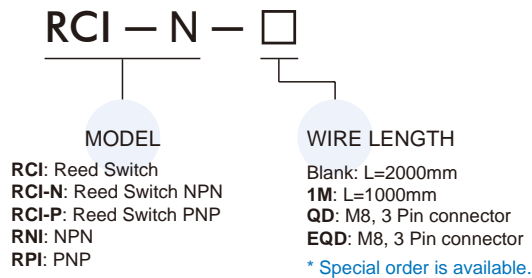 RCI — N — □
MODEL
RCI: Reed Switch
RCI-N: Reed Switch NPN
RCI-P: Reed Switch PNP
RNI: NPN
RPI: PNP
WIRE LENGTH
Blank: L=2000mm
1M: L=1000mm
QD: M8, 3 Pin connector
EQD: M8, 3 Pin connector
* Special order is available.